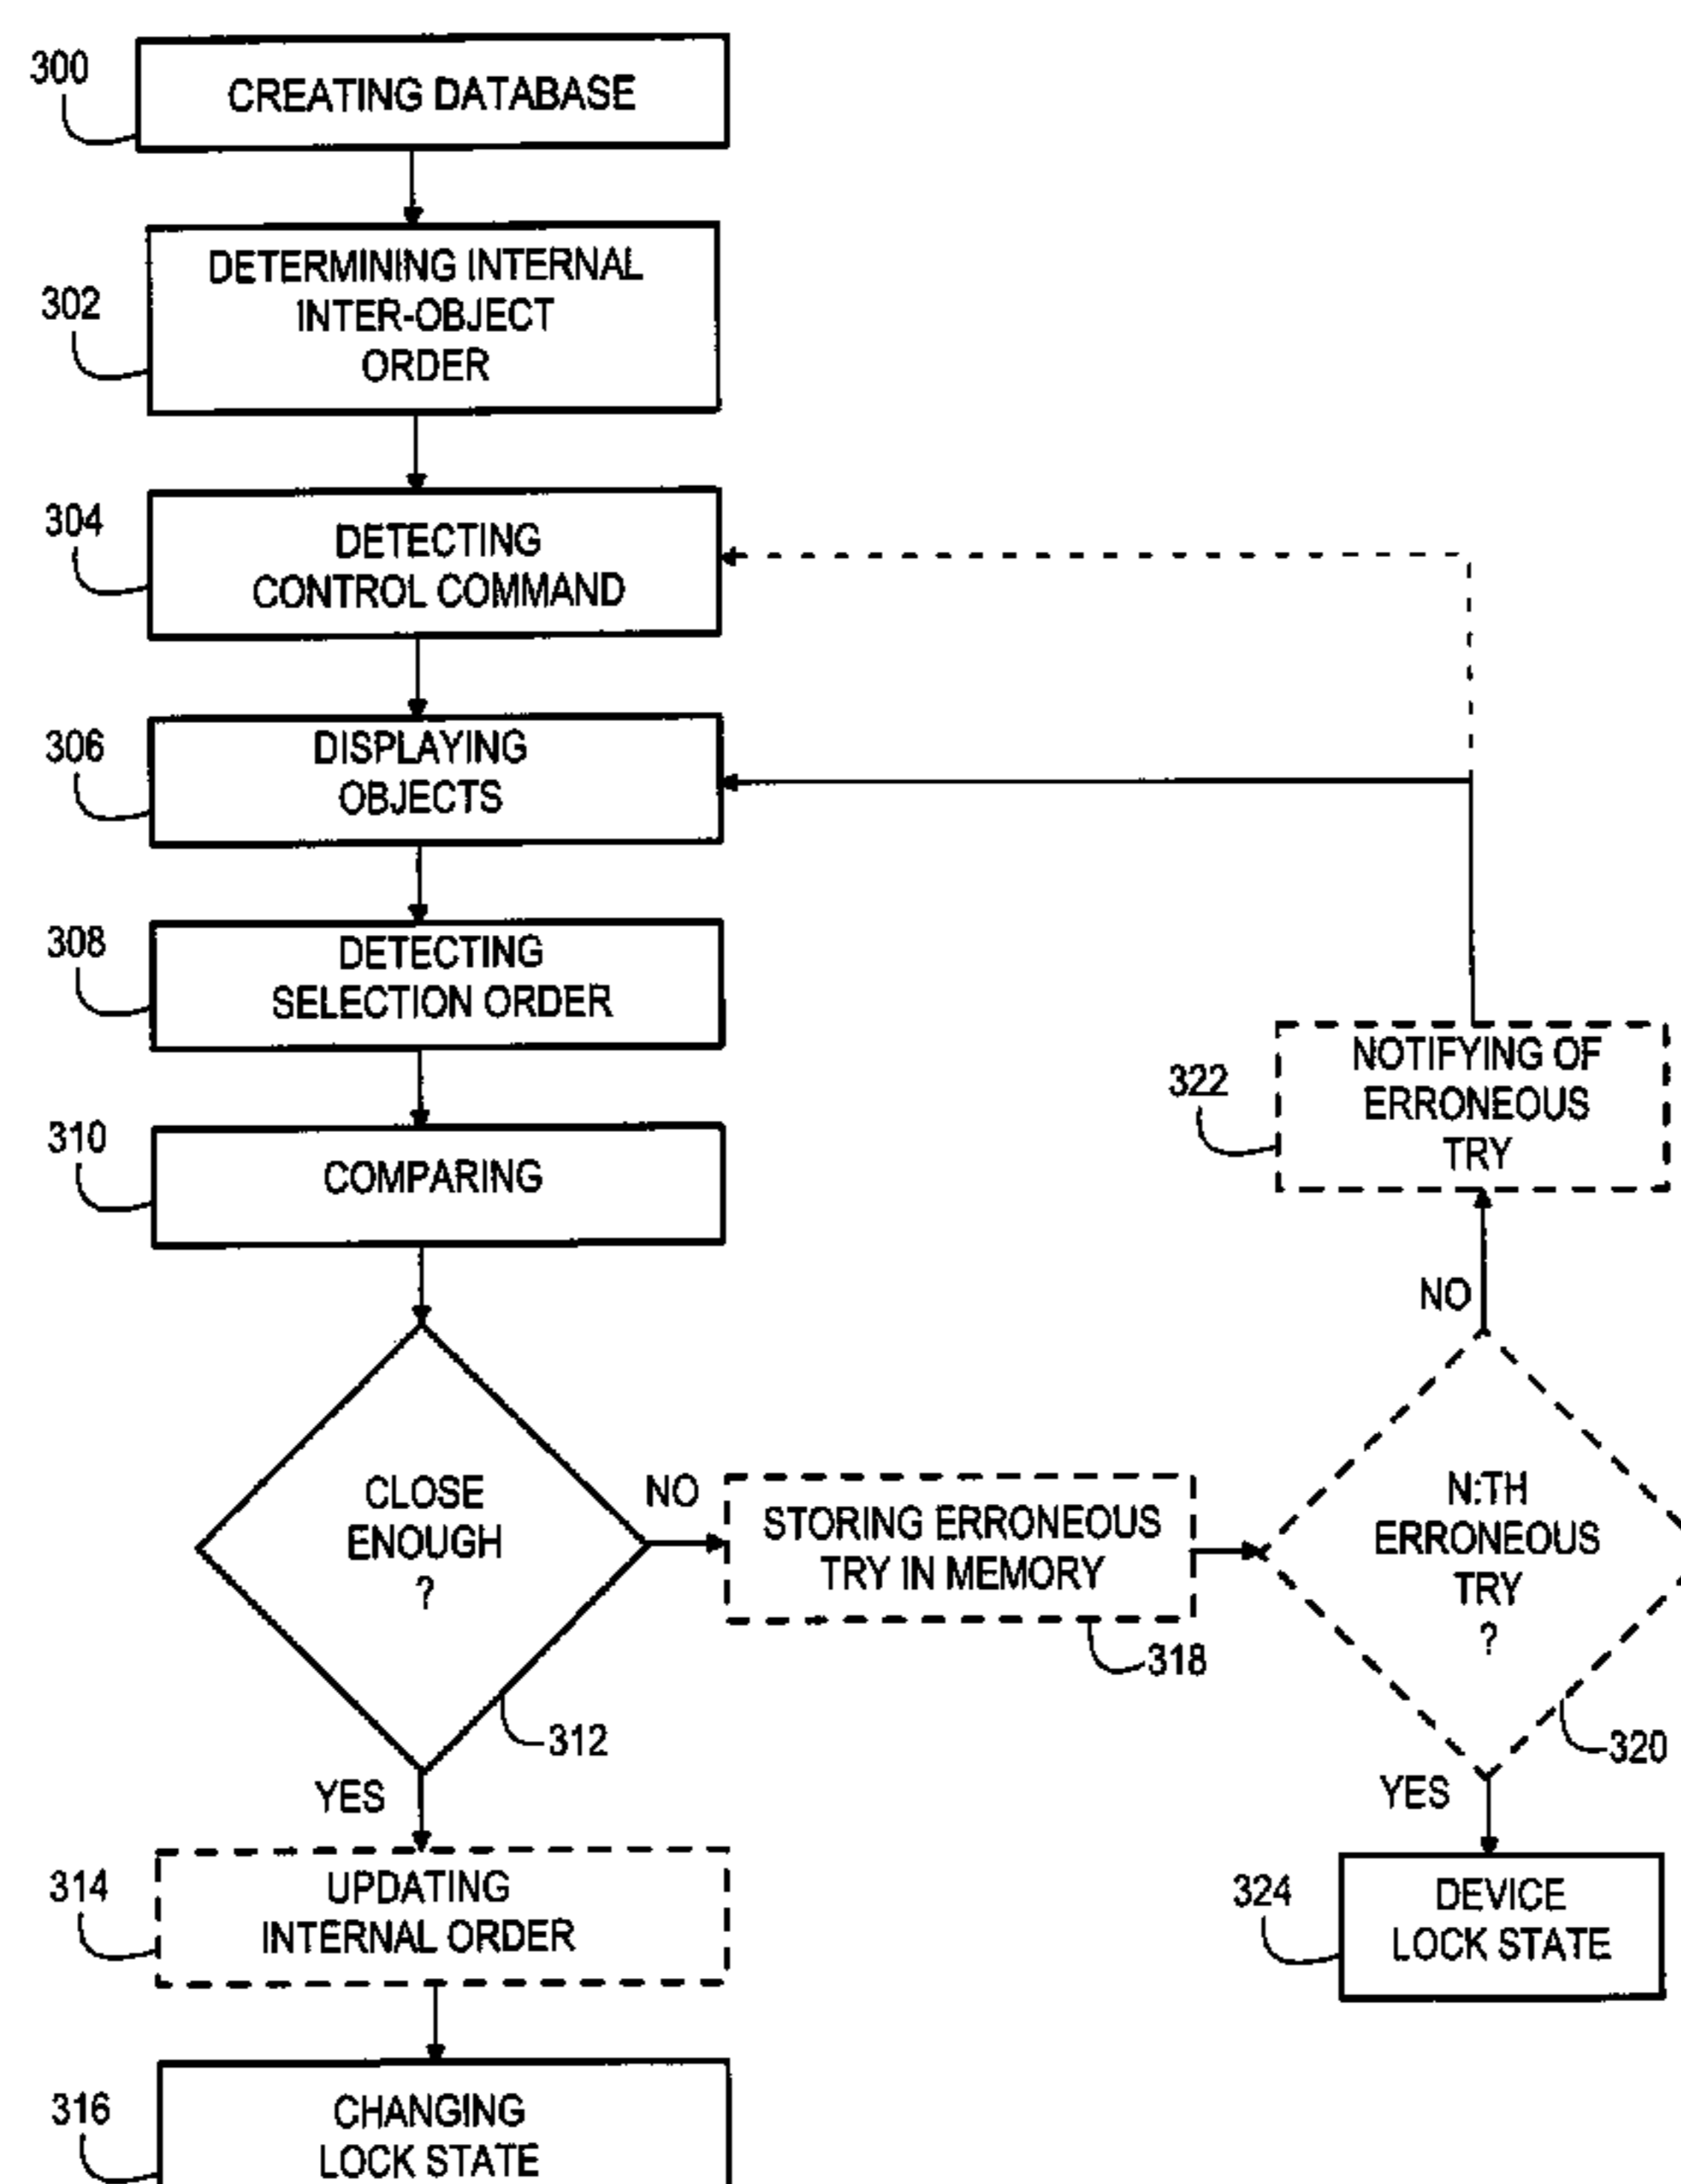 300
CREATING DATABASE
302
DETERMINING INTERNAL
INTER-OBJECT
ORDER
304
DETECTING
CONTROL COMMAND
306
DISPLAYING
OBJECTS
308
DETECTING
SELECTION ORDER
310
COMPARING
322
NOTIFYING OF
ERRONEOUS
TRY
NO
CLOSE
ENOUGH
?
312
NO
STORING ERRONEOUS
TRY IN MEMORY
318
N:TH
ERRONEOUS
TRY
?
320
YES
314
UPDATING
INTERNAL ORDER
YES
324
DEVICE
LOCK STATE
316
CHANGING
LOCK STATE